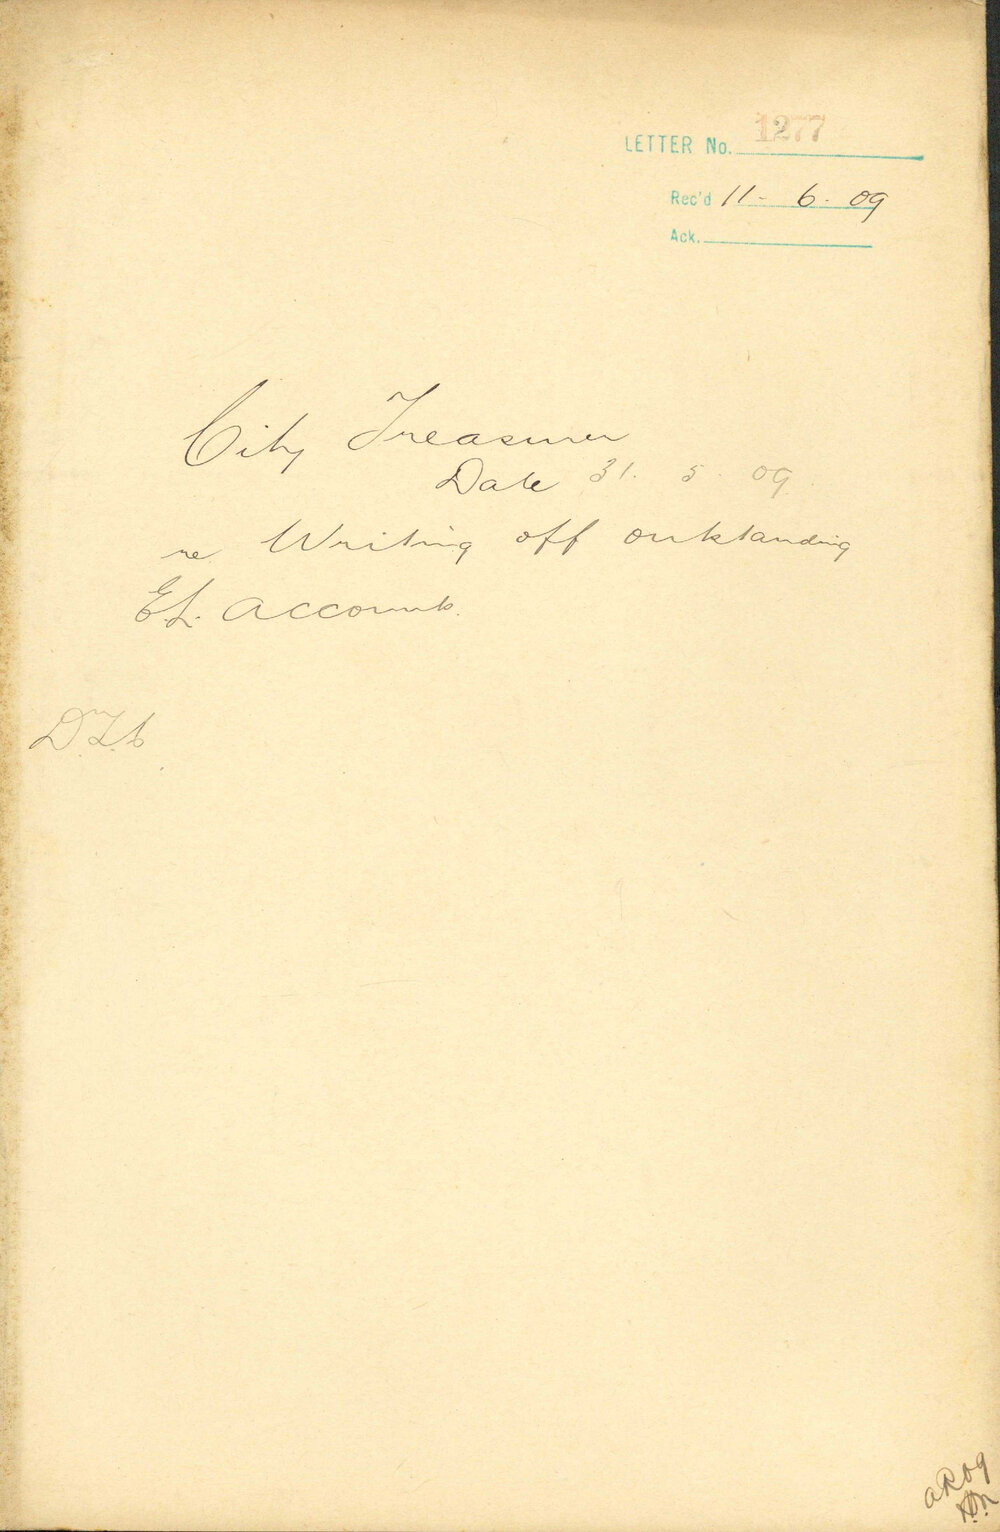 LETTER No. 1277
Rec'd 11- 6- 09
Ack.
City Treasurer
Date 31. 5 09
re Writing off outstanding
E.L. accounts.